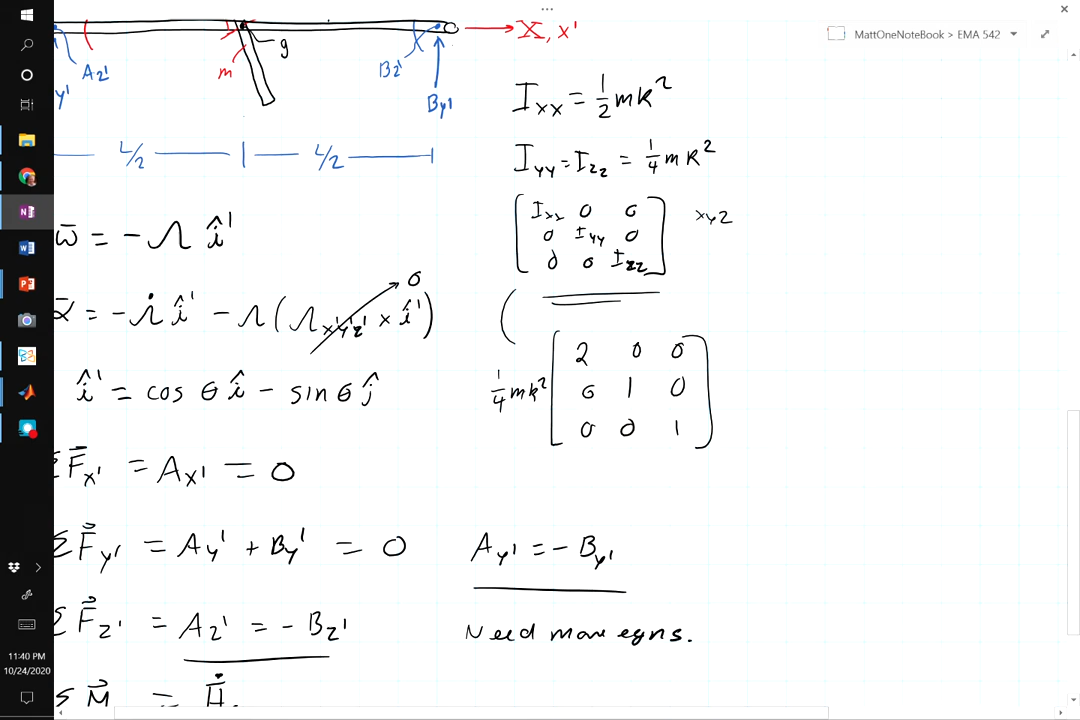 MattOneNoteBook > EMA 542
X, x'
g
m
Az'
y'
Bz'
By'
L/2
L/2
Ixx = 1/2 mR²
Iyy = Izz = 1/4 mR²
[ Ixx 0 0
0 Iyy 0
0 0 Izz ] xyz
ω̄ = -Ω î'
ᾱ = -Ω̇ î' - Ω(Ωx'y'z' × î') 0
(
1/4 mR² [ 2 0 0
0 1 0
0 0 1 ]
î' = cos θ î - sin θ ĵ
ΣFx' = Ax' = 0
ΣFy' = Ay' + By' = 0
Ay' = - By'
ΣFz' = Az' = - Bz'
Need more eqns.
ΣM = Ḣ
11:40 PM
10/24/2020